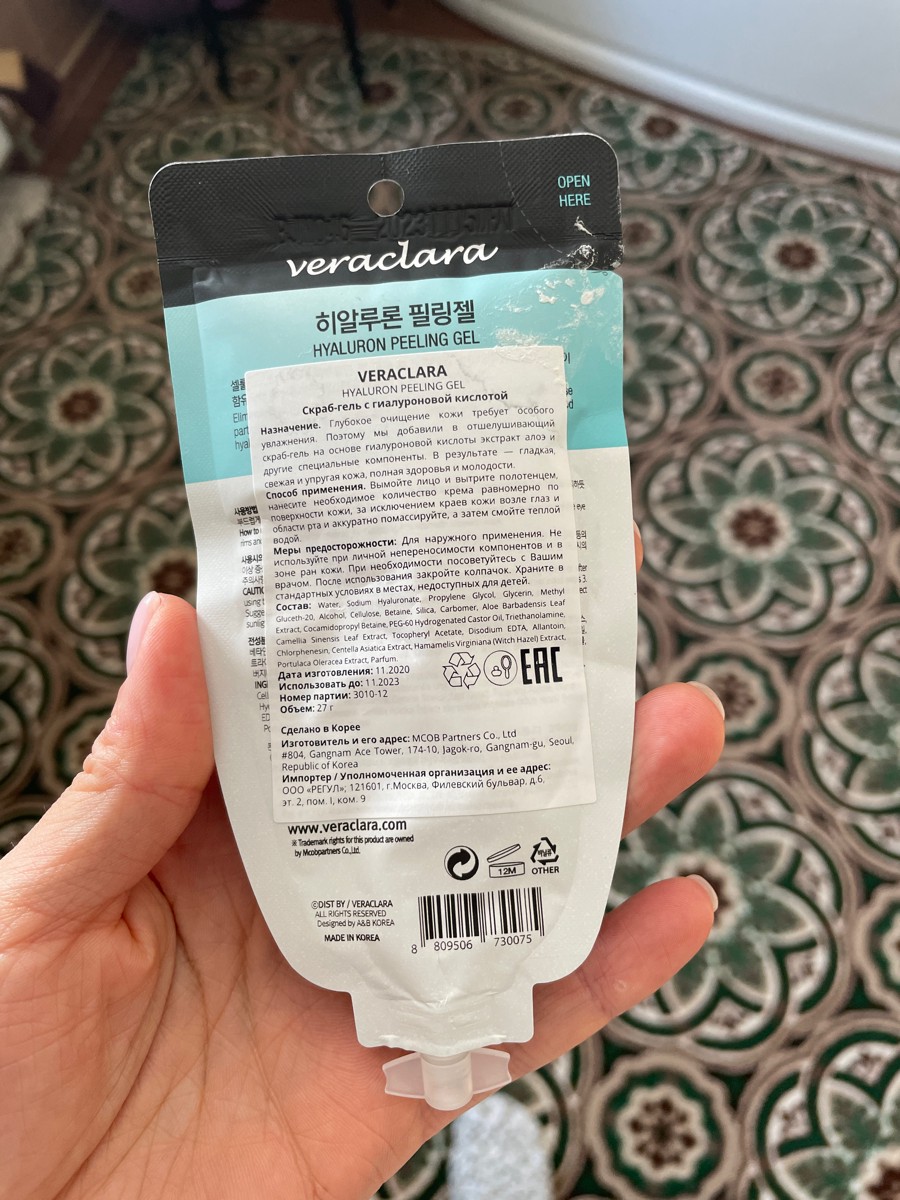 OPEN
HERE
veraclara
히알루론 필링젤
HYALURON PEELING GEL
VERACLARA
HYALURON PEELING GEL
Скраб-гель с гиалуроновой кислотой
Назначение. Глубокое очищение кожи требует особого
увлажнения. Поэтому мы добавили в отшелушивающий
скраб-гель на основе гиалуроновой кислоты экстракт алоэ и
другие специальные компоненты. В результате — гладкая,
свежая и упругая кожа, полная здоровья и молодости.
Способ применения. Вымойте лицо и вытрите полотенцем,
нанесите необходимое количество крема равномерно по
поверхности кожи, за исключением краев кожи возле глаз и
области рта и аккуратно помассируйте, а затем смойте теплой
водой.
Меры предосторожности: Для наружного применения. Не
используйте при личной непереносимости компонентов и в
зоне ран кожи. При необходимости посоветуйтесь с Вашим
врачом. После использования закройте колпачок. Храните в
стандартных условиях в местах, недоступных для детей.
Состав: Water, Sodium Hyaluronate, Propylene Glycol, Glycerin, Methyl
Gluceth-20, Alcohol, Cellulose, Betaine, Silica, Carbomer, Aloe Barbadensis Leaf
Extract, Cocamidopropyl Betaine, PEG-60 Hydrogenated Castor Oil, Triethanolamine,
Camellia Sinensis Leaf Extract, Tocopheryl Acetate, Disodium EDTA, Allantoin,
Chlorphenesin, Centella Asiatica Extract, Hamamelis Virginiana (Witch Hazel) Extract,
Portulaca Oleracea Extract, Parfum.
Дата изготовления: 11.2020
Использовать до: 11.2023
Номер партии: 3010-12
Объем: 27 г
EAC
Сделано в Корее
Изготовитель и его адрес: MCOB Partners Co., Ltd
#804, Gangnam Ace Tower, 174-10, Jagok-ro, Gangnam-gu, Seoul,
Republic of Korea
Импортер / Уполномоченная организация и ее адрес:
ООО «РЕГУЛ»; 121601, г.Москва, Филевский бульвар, д.6,
эт. 2, пом. I, ком. 9
www.veraclara.com
※ Trademark rights for this product are owned
by Mcobpartners Co., Ltd.
12M
OTHER
©DIST BY / VERACLARA
ALL RIGHTS RESERVED
Designed by A&B KOREA
MADE IN KOREA
8 809506 730075